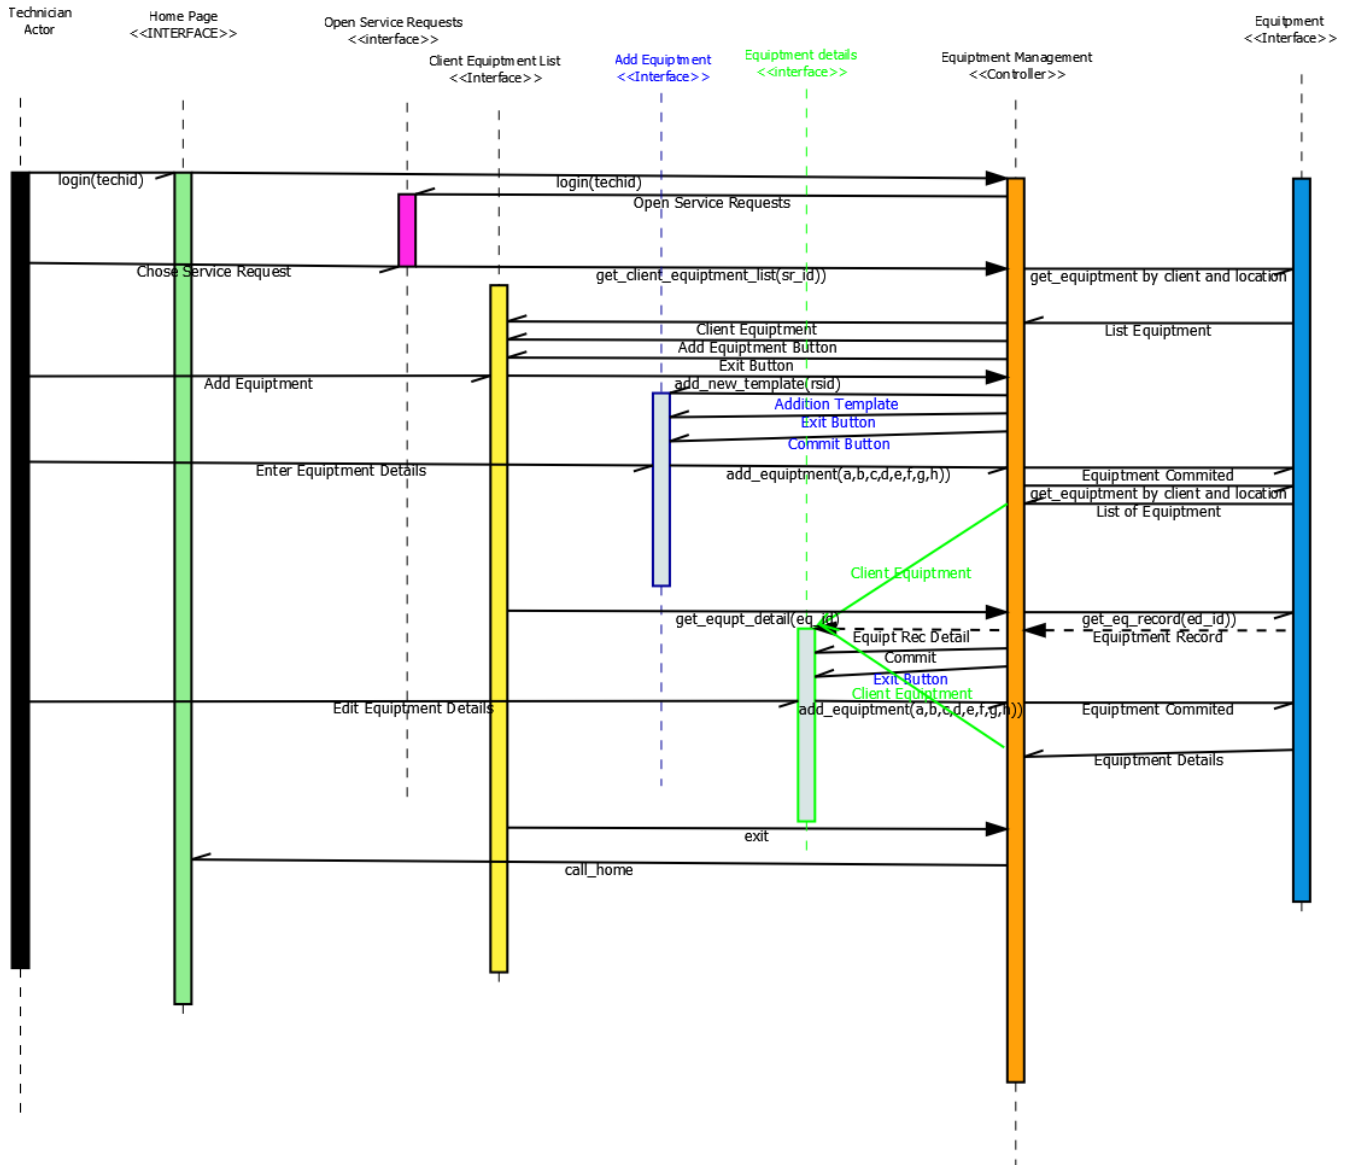 Technician
Actor
Home Page
<<INTERFACE>>
Open Service Requests
<<interface>>
Client Equiptment List
<<Interface>>
Add Equiptment
<<Interface>>
Equiptment details
<<interface>>
Equiptment Management
<<Controller>>
Equitpment
<<Interface>>
login(techid)
login(techid)
Open Service Requests
Chose Service Request
get_client_equiptment_list(sr_id))
get_equiptment by client and location
Client Equiptment
List Equiptment
Add Equiptment Button
Exit Button
Add Equiptment
add_new_template(rsid)
Addition Template
Exit Button
Commit Button
Enter Equiptment Details
add_equiptment(a,b,c,d,e,f,g,h))
Equiptment Commited
get_equiptment by client and location
List of Equiptment
Client Equiptment
get_equpt_detail(eq_id)
get_eq_record(ed_id))
Equipt Rec Detail
Equiptment Record
Commit
Exit Button
Client Equiptment
Edit Equiptment Details
add_equiptment(a,b,c,d,e,f,g,h))
Equiptment Commited
Equiptment Details
exit
call_home